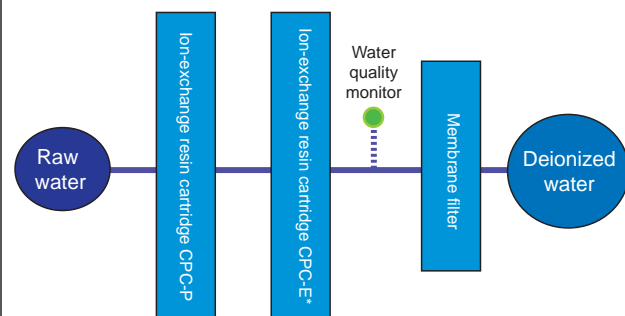 Raw
water
Ion-exchange resin cartridge CPC-P
Ion-exchange resin cartridge CPC-E*
Water
quality
monitor
Membrane filter
Deionized
water